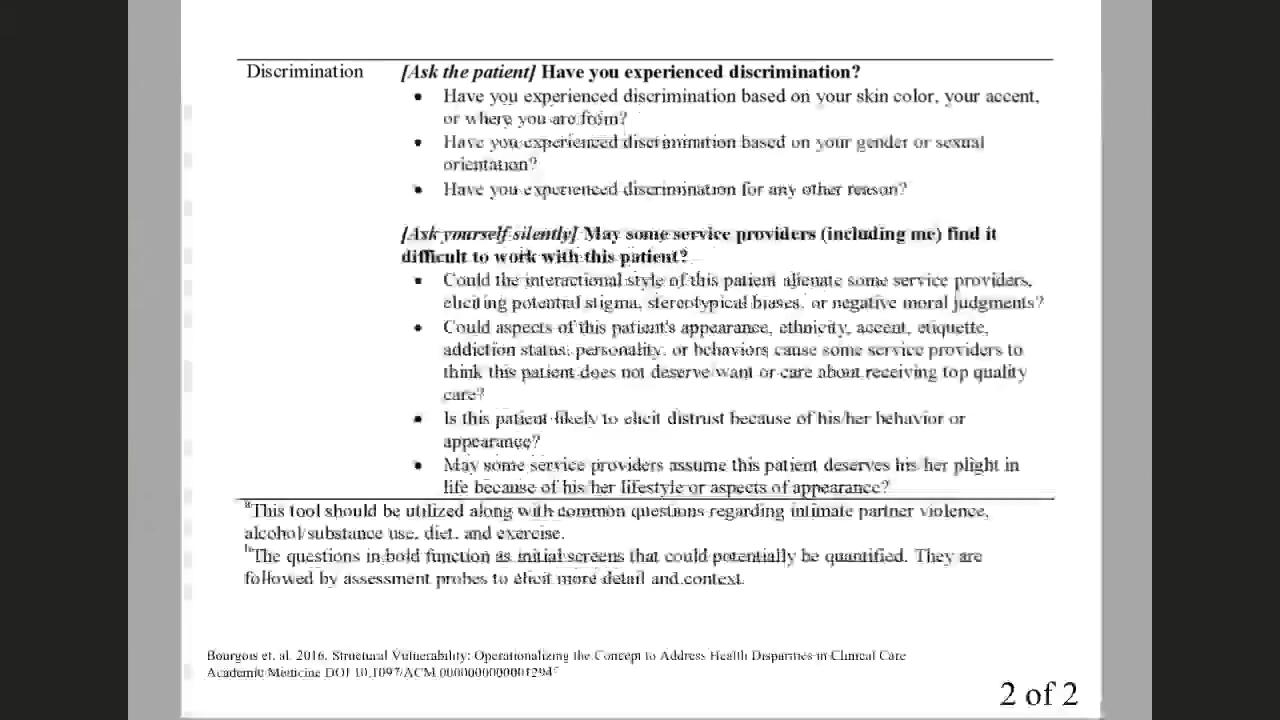 Discrimination [Ask the patient] Have you experienced discrimination?
• Have you experienced discrimination based on your skin color, your accent,
or where you are from?
• Have you experienced discrimination based on your gender or sexual
orientation?
• Have you experienced discrimination for any other reason?
[Ask yourself silently] May some service providers (including me) find it
difficult to work with this patient?
• Could the interactional style of this patient alienate some service providers,
eliciting potential stigma, stereotypical biases, or negative moral judgments?
• Could aspects of this patient's appearance, ethnicity, accent, etiquette,
addiction status, personality, or behaviors cause some service providers to
think this patient does not deserve/want or care about receiving top quality
care?
• Is this patient likely to elicit distrust because of his/her behavior or
appearance?
• May some service providers assume this patient deserves his/her plight in
life because of his/her lifestyle or aspects of appearance?
aThis tool should be utilized along with common questions regarding intimate partner violence,
alcohol/substance use, diet, and exercise.
bThe questions in bold function as initial screens that could potentially be quantified. They are
followed by assessment probes to elicit more detail and context.
Bourgois et. al. 2016. Structural Vulnerability: Operationalizing the Concept to Address Health Disparities in Clinical Care
Academic Medicine DOI 10.1097/ACM.0000000000001294
2 of 2